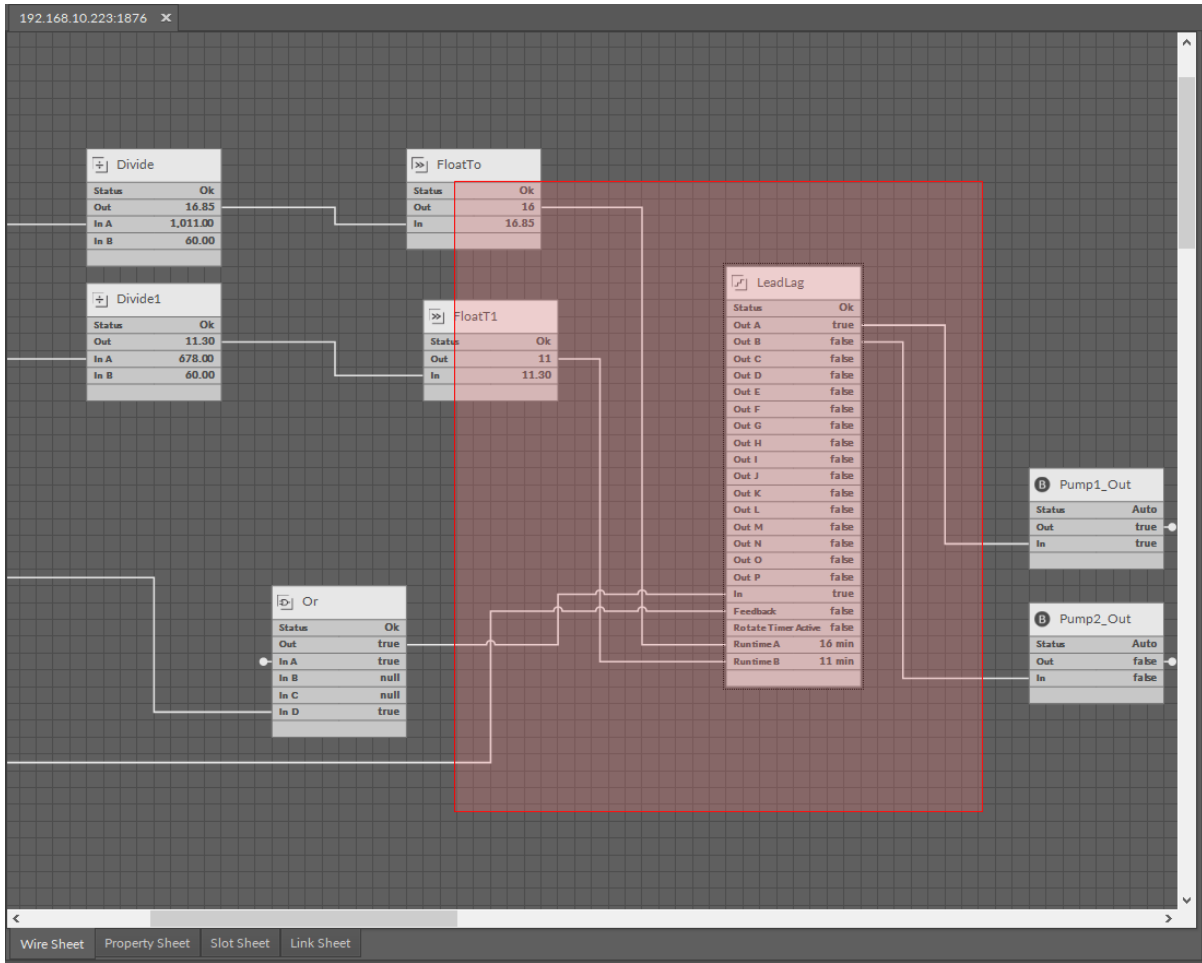 192.168.10.223:1876 ×
Divide
Status Ok
Out 16.85
In A 1,011.00
In B 60.00
FloatTo
Status Ok
Out 16
In 16.85
Divide1
Status Ok
Out 11.30
In A 678.00
In B 60.00
FloatT1
Status Ok
Out 11
In 11.30
LeadLag
Status Ok
Out A true
Out B false
Out C false
Out D false
Out E false
Out F false
Out G false
Out H false
Out I false
Out J false
Out K false
Out L false
Out M false
Out N false
Out O false
Out P false
In true
Feedback false
Rotate Timer Active false
Runtime A 16 min
Runtime B 11 min
Or
Status Ok
Out true
In A true
In B null
In C null
In D true
B Pump1_Out
Status Auto
Out true
In true
B Pump2_Out
Status Auto
Out false
In false
Wire Sheet Property Sheet Slot Sheet Link Sheet